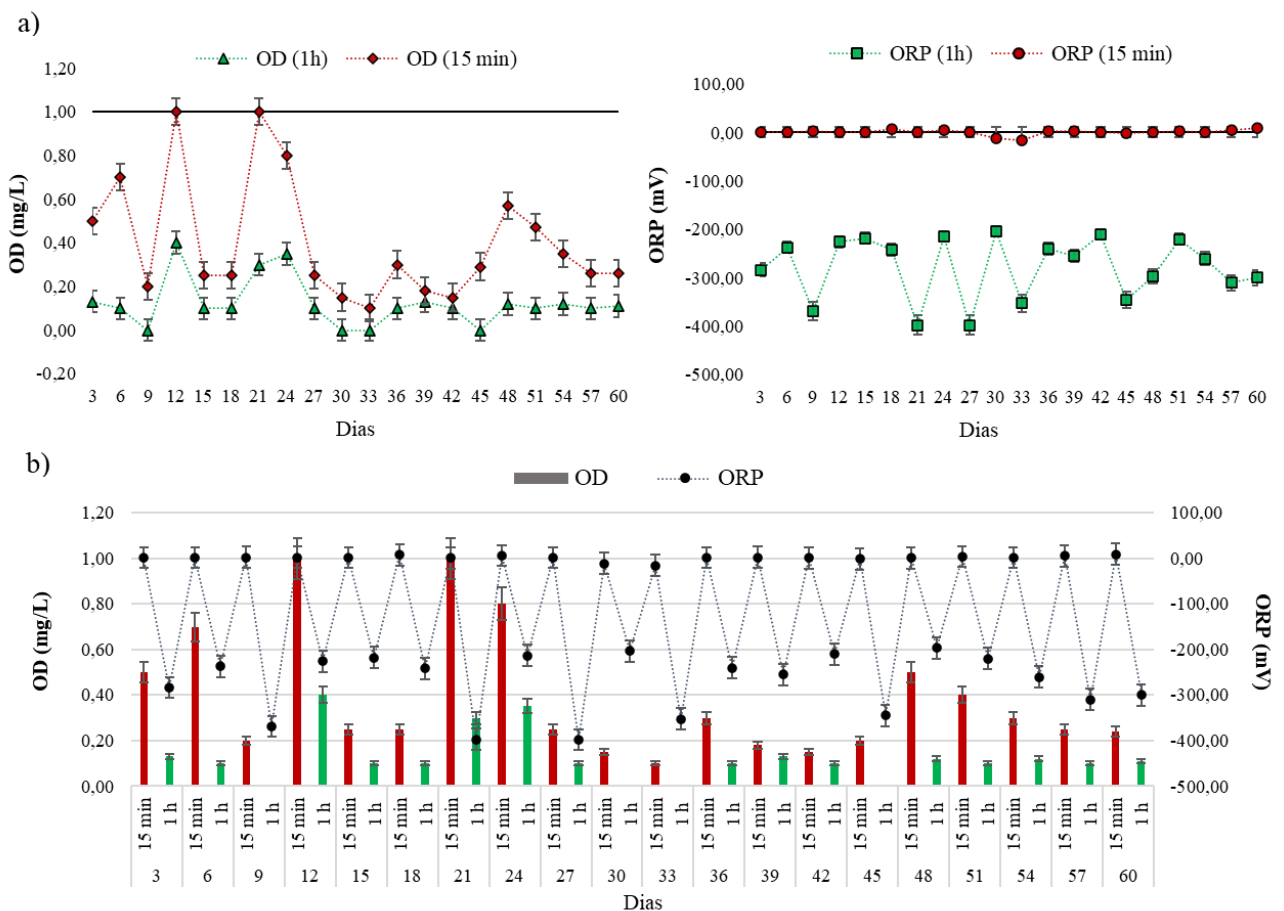 a)
OD (1h) OD (15 min)
1,20
1,00
0,80
0,60
0,40
0,20
0,00
-0,20
OD (mg/L)
3 6 9 12 15 18 21 24 27 30 33 36 39 42 45 48 51 54 57 60
Dias
ORP (1h) ORP (15 min)
100,00
0,00
-100,00
-200,00
-300,00
-400,00
-500,00
ORP (mV)
3 6 9 12 15 18 21 24 27 30 33 36 39 42 45 48 51 54 57 60
Dias
b)
OD ORP
1,20
1,00
0,80
0,60
0,40
0,20
0,00
OD (mg/L)
100,00
0,00
-100,00
-200,00
-300,00
-400,00
-500,00
ORP (mV)
15 min 1 h 15 min 1 h 15 min 1 h 15 min 1 h 15 min 1 h 15 min 1 h 15 min 1 h 15 min 1 h 15 min 1 h 15 min 1 h 15 min 1 h 15 min 1 h 15 min 1 h 15 min 1 h 15 min 1 h 15 min 1 h 15 min 1 h 15 min 1 h 15 min 1 h 15 min 1 h
3 6 9 12 15 18 21 24 27 30 33 36 39 42 45 48 51 54 57 60
Dias